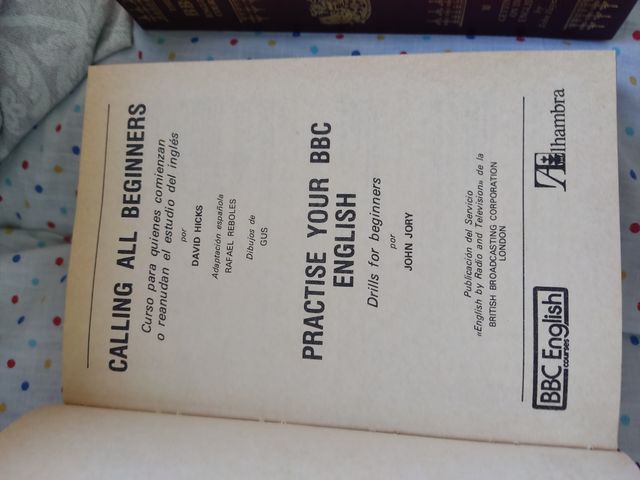 CALLING ALL BEGINNERS
Curso para quienes comienzan
o reanudan el estudio del inglés
por
DAVID HICKS
Adaptación española
RAFAEL REBOLES
Dibujos de
GUS
PRACTISE YOUR BBC
ENGLISH
Drills for beginners
por
JOHN JORY
Publicación del Servicio
«English by Radio and Television» de la
BRITISH BROADCASTING CORPORATION
LONDON
BBC English
courses
Alhambra